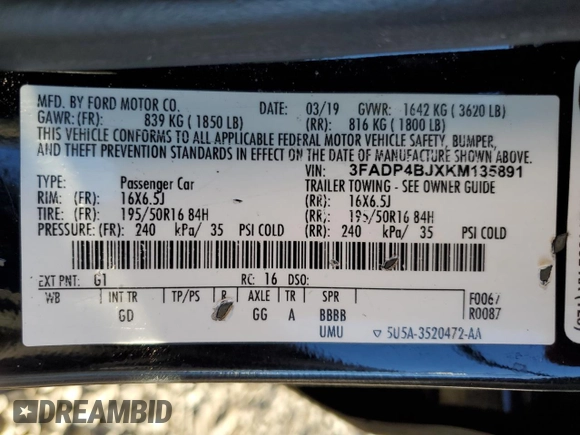 MFD. BY FORD MOTOR CO. DATE: 03/19 GVWR: 1642 KG ( 3620 LB)
GAWR: (FR): 839 KG ( 1850 LB) (RR): 816 KG ( 1800 LB)
THIS VEHICLE CONFORMS TO ALL APPLICABLE FEDERAL MOTOR VEHICLE SAFETY, BUMPER,
AND THEFT PREVENTION STANDARDS IN EFFECT ON THE DATE OF MANUFACTURE SHOWN ABOVE.
VIN: 3FADP4BJXKM135891
TYPE: Passenger Car TRAILER TOWING - SEE OWNER GUIDE
RIM: (FR) 16X6.5J (RR): 16X6.5J
TIRE: (FR): 195/50R16 84H (RR): 195/50R16 84H
PRESSURE: (FR): 240 kPa/ 35 PSI COLD (RR): 240 kPa/ 35 PSI COLD
EXT PNT: G1 RC: 16 DSO:
WB INT TR TP/PS R AXLE TR SPR F0067
GD GG A BBBB R0087
UMU 5U5A-3520472-AA
DREAMBID